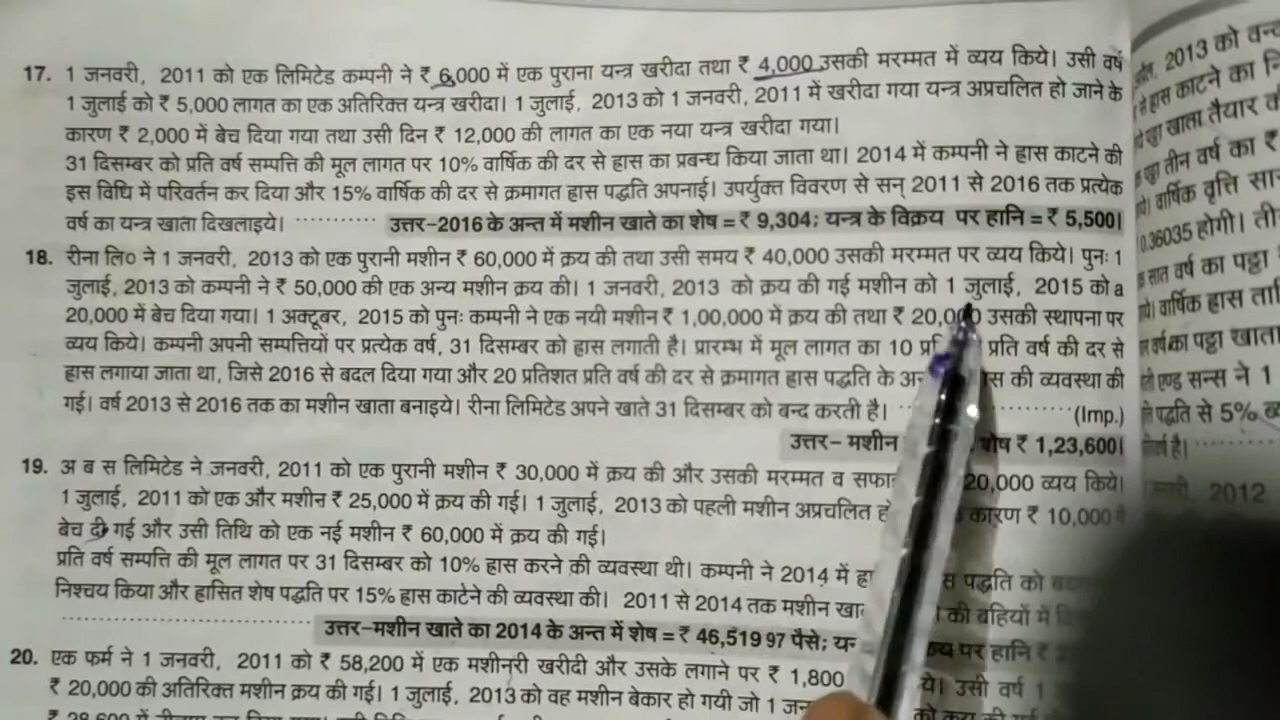 17. 1 जनवरी, 2011 को एक लिमिटेड कम्पनी ने ₹ 6,000 में एक पुराना यन्त्र खरीदा तथा ₹ 4,000 उसकी मरम्मत में व्यय किये। उसी वर्ष
1 जुलाई को ₹ 5,000 लागत का एक अतिरिक्त यन्त्र खरीदा। 1 जुलाई, 2013 को 1 जनवरी, 2011 में खरीदा गया यन्त्र अप्रचलित हो जाने के
कारण ₹ 2,000 में बेच दिया गया तथा उसी दिन ₹ 12,000 की लागत का एक नया यन्त्र खरीदा गया।
31 दिसम्बर को प्रति वर्ष सम्पत्ति की मूल लागत पर 10% वार्षिक की दर से ह्रास का प्रबन्ध किया जाता था। 2014 में कम्पनी ने ह्रास काटने की
इस विधि में परिवर्तन कर दिया और 15% वार्षिक की दर से क्रमागत ह्रास पद्धति अपनाई। उपर्युक्त विवरण से सन् 2011 से 2016 तक प्रत्येक
वर्ष का यन्त्र खाता दिखलाइये। ············ उत्तर-2016 के अन्त में मशीन खाते का शेष = ₹ 9,304; यन्त्र के विक्रय पर हानि = ₹ 5,500।
18. रीना लि० ने 1 जनवरी, 2013 को एक पुरानी मशीन ₹ 60,000 में क्रय की तथा उसी समय ₹ 40,000 उसकी मरम्मत पर व्यय किये। पुनः 1
जुलाई, 2013 को कम्पनी ने ₹ 50,000 की एक अन्य मशीन क्रय की। 1 जनवरी, 2013 को क्रय की गई मशीन को 1 जुलाई, 2015 को a
20,000 में बेच दिया गया। 1 अक्टूबर, 2015 को पुनः कम्पनी ने एक नयी मशीन ₹ 1,00,000 में क्रय की तथा ₹ 20,000 उसकी स्थापना पर
व्यय किये। कम्पनी अपनी सम्पत्तियों पर प्रत्येक वर्ष, 31 दिसम्बर को ह्रास लगाती है। प्रारम्भ में मूल लागत का 10 प्र प्रति वर्ष की दर से
ह्रास लगाया जाता था, जिसे 2016 से बदल दिया गया और 20 प्रतिशत प्रति वर्ष की दर से क्रमागत ह्रास पद्धति के की व्यवस्था की
गई। वर्ष 2013 से 2016 तक का मशीन खाता बनाइये। रीना लिमिटेड अपने खाते 31 दिसम्बर को बन्द करती है। ············ (Imp.)
उत्तर- मशीन शेष ₹ 1,23,600।
19. अ ब स लिमिटेड ने जनवरी, 2011 को एक पुरानी मशीन ₹ 30,000 में क्रय की और उसकी मरम्मत व 20,000 व्यय किये।
1 जुलाई, 2011 को एक और मशीन ₹ 25,000 में क्रय की गई। 1 जुलाई, 2013 को पहली मशीन अप्रचलित कारण ₹ 10,000
बेच दी गई और उसी तिथि को एक नई मशीन ₹ 60,000 में क्रय की गई।
प्रति वर्ष सम्पत्ति की मूल लागत पर 31 दिसम्बर को 10% ह्रास करने की व्यवस्था थी। कम्पनी ने 2014 में पद्धति को
निश्चय किया और ह्रासित शेष पद्धति पर 15% ह्रास काटेने की व्यवस्था की। 2011 से 2014 तक मशीन की बहियों में
············ उत्तर-मशीन खाते का 2014 के अन्त में शेष = ₹ 46,519 97 पैसे; पर हानि ₹
20. एक फर्म ने 1 जनवरी, 2011 को ₹ 58,200 में एक मशीनरी खरीदी और उसके लगाने पर ₹ 1,800 उसी वर्ष 1
₹ 20,000 की अतिरिक्त मशीन क्रय की गई। 1 जुलाई, 2013 को वह मशीन बेकार हो गयी जो 1
2013 को
ह्रास काटने का
खाता तैयार
तीन वर्ष का ₹
वार्षिक वृत्ति
0.36035 होगी।
सात वर्ष का पट्टा
वार्षिक ह्रास
का पट्टा खाता
एण्ड सन्स ने 1
पद्धति से 5%
2012